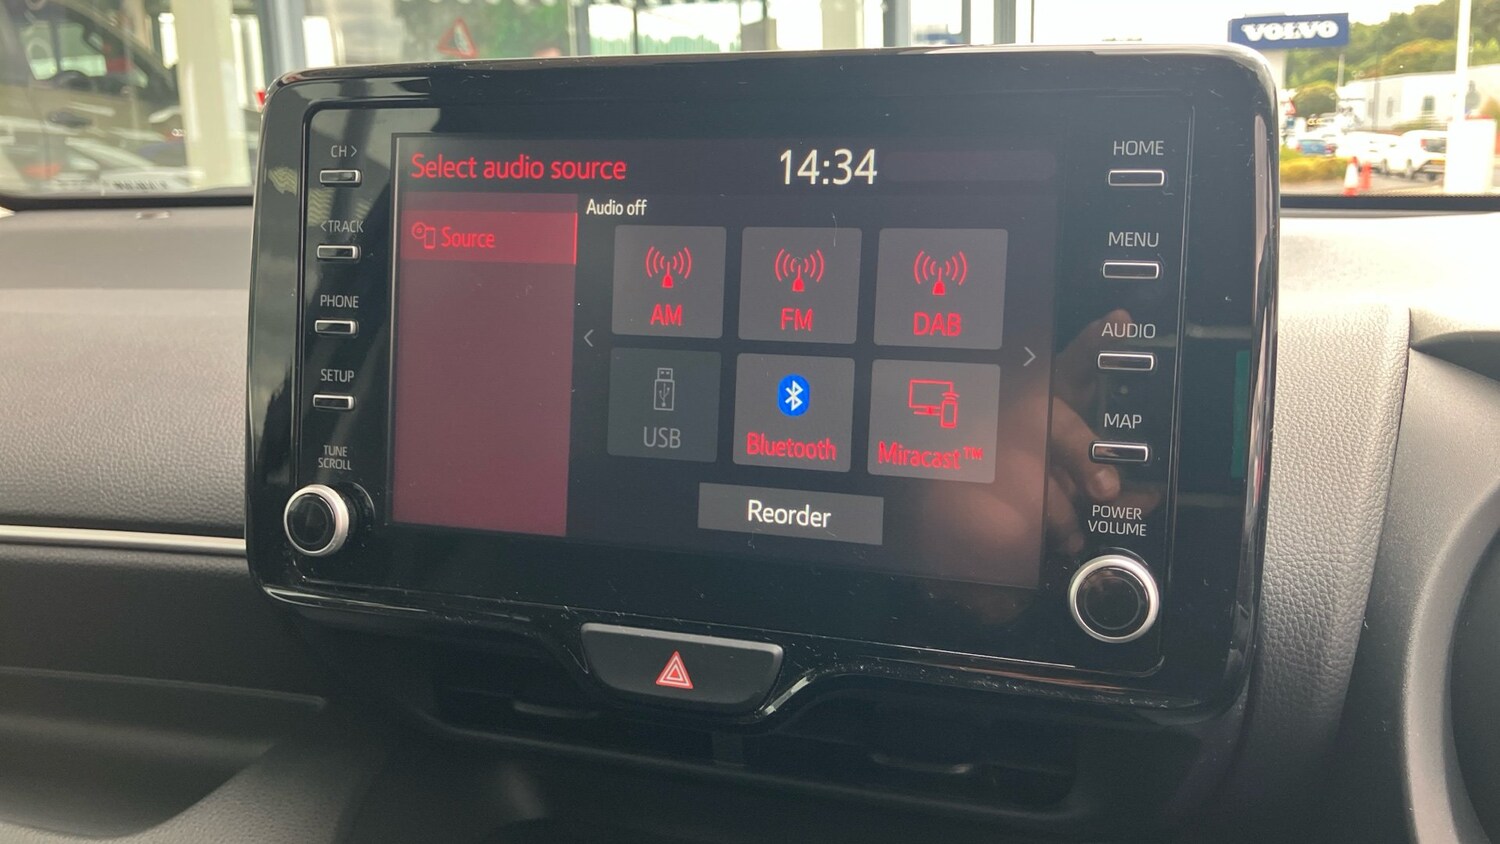 VOLVO
CH >
< TRACK
PHONE
SETUP
TUNE
SCROLL
Select audio source
14:34
Source
Audio off
AM
FM
DAB
USB
Bluetooth
Miracast™
Reorder
HOME
MENU
AUDIO
MAP
POWER
VOLUME